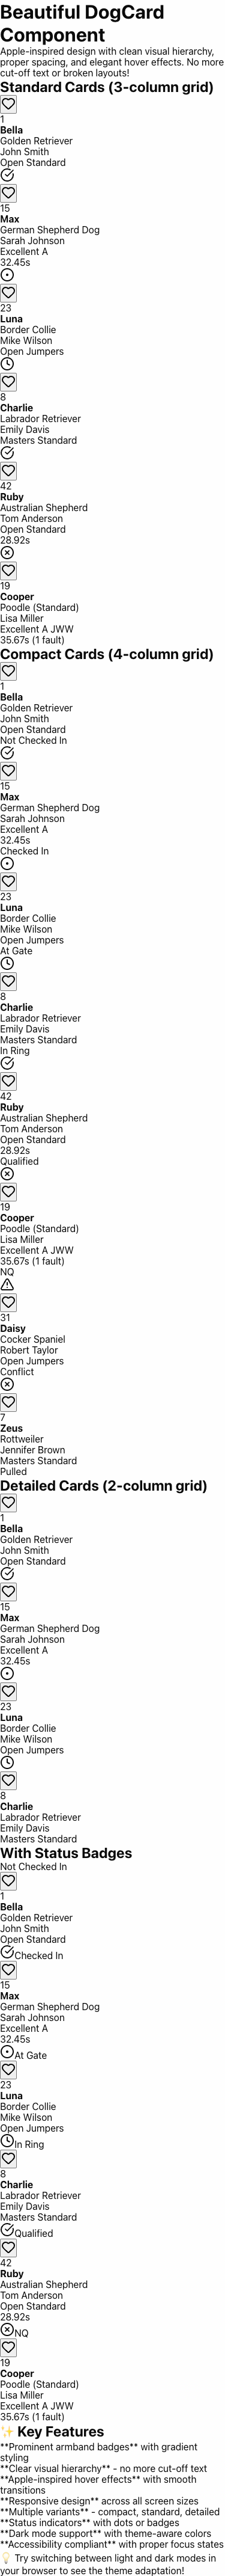 Beautiful DogCard
Component
Apple-inspired design with clean visual hierarchy,
proper spacing, and elegant hover effects. No more
cut-off text or broken layouts!
Standard Cards (3-column grid)
1
Bella
Golden Retriever
John Smith
Open Standard
15
Max
German Shepherd Dog
Sarah Johnson
Excellent A
32.45s
23
Luna
Border Collie
Mike Wilson
Open Jumpers
8
Charlie
Labrador Retriever
Emily Davis
Masters Standard
42
Ruby
Australian Shepherd
Tom Anderson
Open Standard
28.92s
19
Cooper
Poodle (Standard)
Lisa Miller
Excellent A JWW
35.67s (1 fault)
Compact Cards (4-column grid)
1
Bella
Golden Retriever
John Smith
Open Standard
Not Checked In
15
Max
German Shepherd Dog
Sarah Johnson
Excellent A
32.45s
Checked In
23
Luna
Border Collie
Mike Wilson
Open Jumpers
At Gate
8
Charlie
Labrador Retriever
Emily Davis
Masters Standard
In Ring
42
Ruby
Australian Shepherd
Tom Anderson
Open Standard
28.92s
Qualified
19
Cooper
Poodle (Standard)
Lisa Miller
Excellent A JWW
35.67s (1 fault)
NQ
31
Daisy
Cocker Spaniel
Robert Taylor
Open Jumpers
Conflict
7
Zeus
Rottweiler
Jennifer Brown
Masters Standard
Pulled
Detailed Cards (2-column grid)
1
Bella
Golden Retriever
John Smith
Open Standard
15
Max
German Shepherd Dog
Sarah Johnson
Excellent A
32.45s
23
Luna
Border Collie
Mike Wilson
Open Jumpers
8
Charlie
Labrador Retriever
Emily Davis
Masters Standard
With Status Badges
Not Checked In
1
Bella
Golden Retriever
John Smith
Open Standard
Checked In
15
Max
German Shepherd Dog
Sarah Johnson
Excellent A
32.45s
At Gate
23
Luna
Border Collie
Mike Wilson
Open Jumpers
In Ring
8
Charlie
Labrador Retriever
Emily Davis
Masters Standard
Qualified
42
Ruby
Australian Shepherd
Tom Anderson
Open Standard
28.92s
NQ
19
Cooper
Poodle (Standard)
Lisa Miller
Excellent A JWW
35.67s (1 fault)
✨ Key Features
**Prominent armband badges** with gradient
styling
**Clear visual hierarchy** - no more cut-off text
**Apple-inspired hover effects** with smooth
transitions
**Responsive design** across all screen sizes
**Multiple variants** - compact, standard, detailed
**Status indicators** with dots or badges
**Dark mode support** with theme-aware colors
**Accessibility compliant** with proper focus states
💡 Try switching between light and dark modes in
your browser to see the theme adaptation!